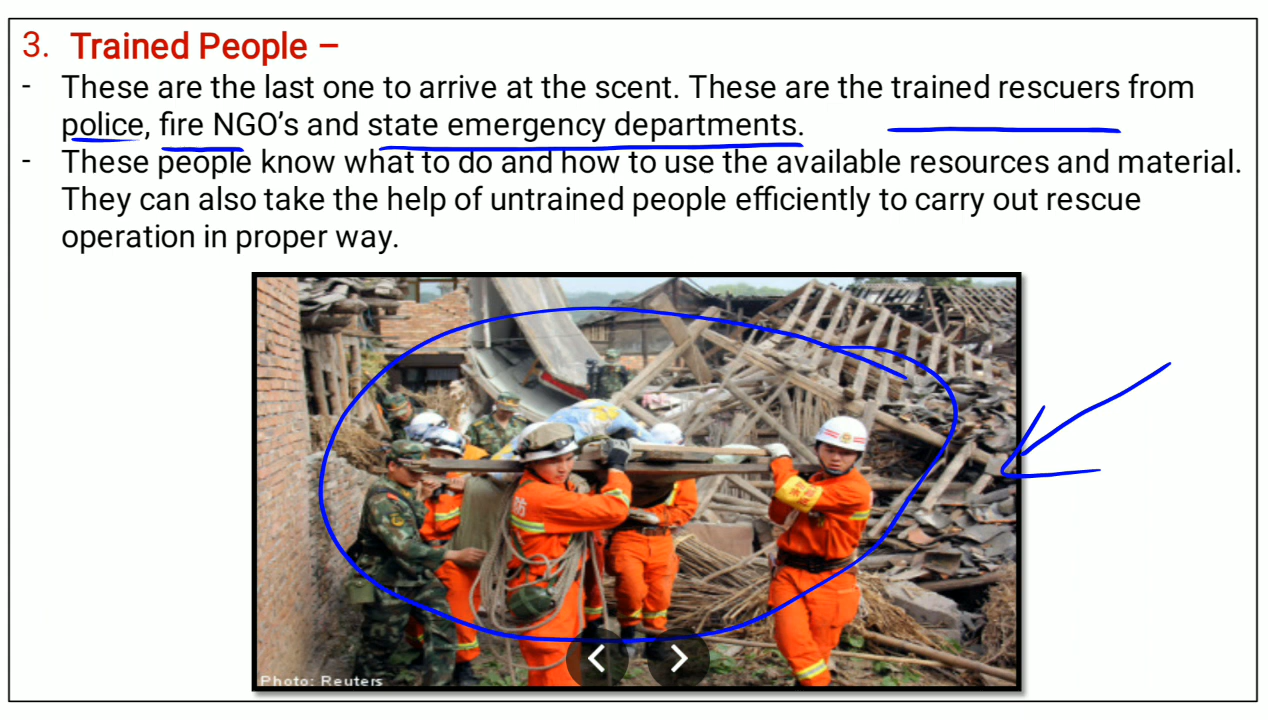 3. Trained People –
- These are the last one to arrive at the scent. These are the trained rescuers from
police, fire NGO's and state emergency departments.
- These people know what to do and how to use the available resources and material.
They can also take the help of untrained people efficiently to carry out rescue
operation in proper way.
Photo: Reuters